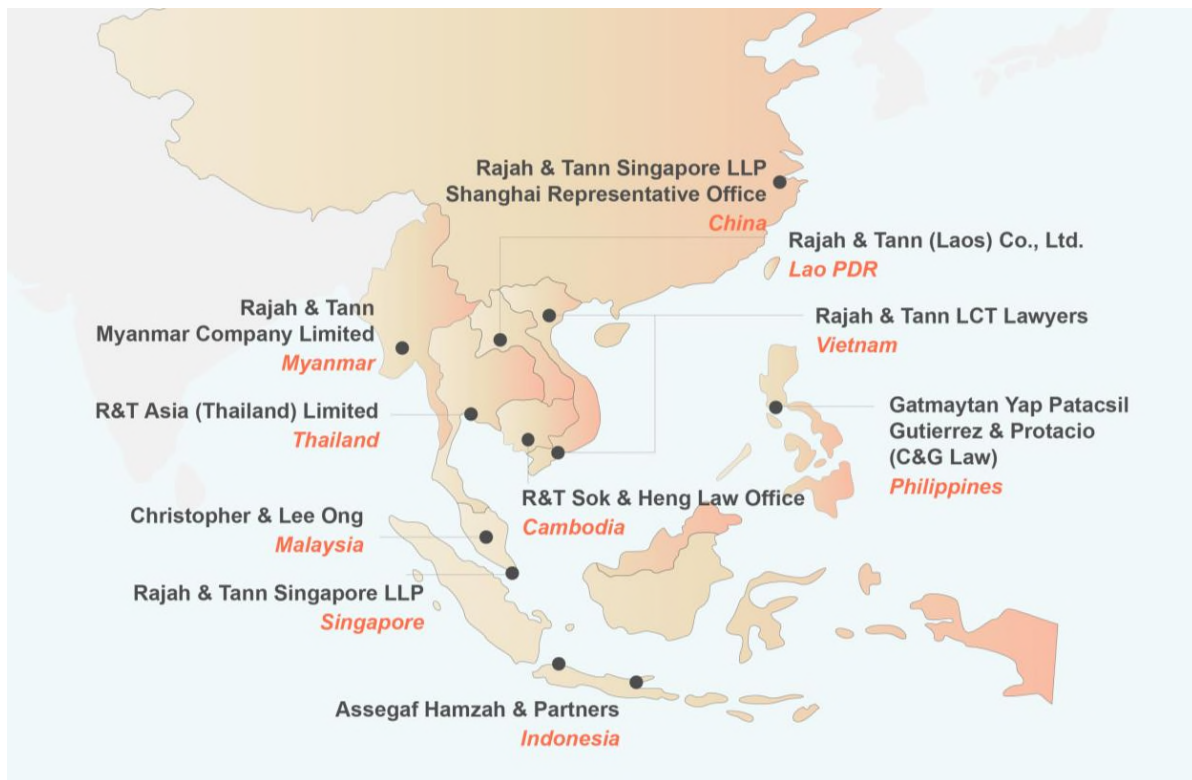 Rajah & Tann Singapore LLP
Shanghai Representative Office
China
Rajah & Tann (Laos) Co., Ltd.
Lao PDR
Rajah & Tann
Myanmar Company Limited
Myanmar
Rajah & Tann LCT Lawyers
Vietnam
R&T Asia (Thailand) Limited
Thailand
Gatmaytan Yap Patacsil
Gutierrez & Protacio
(C&G Law)
Philippines
R&T Sok & Heng Law Office
Cambodia
Christopher & Lee Ong
Malaysia
Rajah & Tann Singapore LLP
Singapore
Assegaf Hamzah & Partners
Indonesia